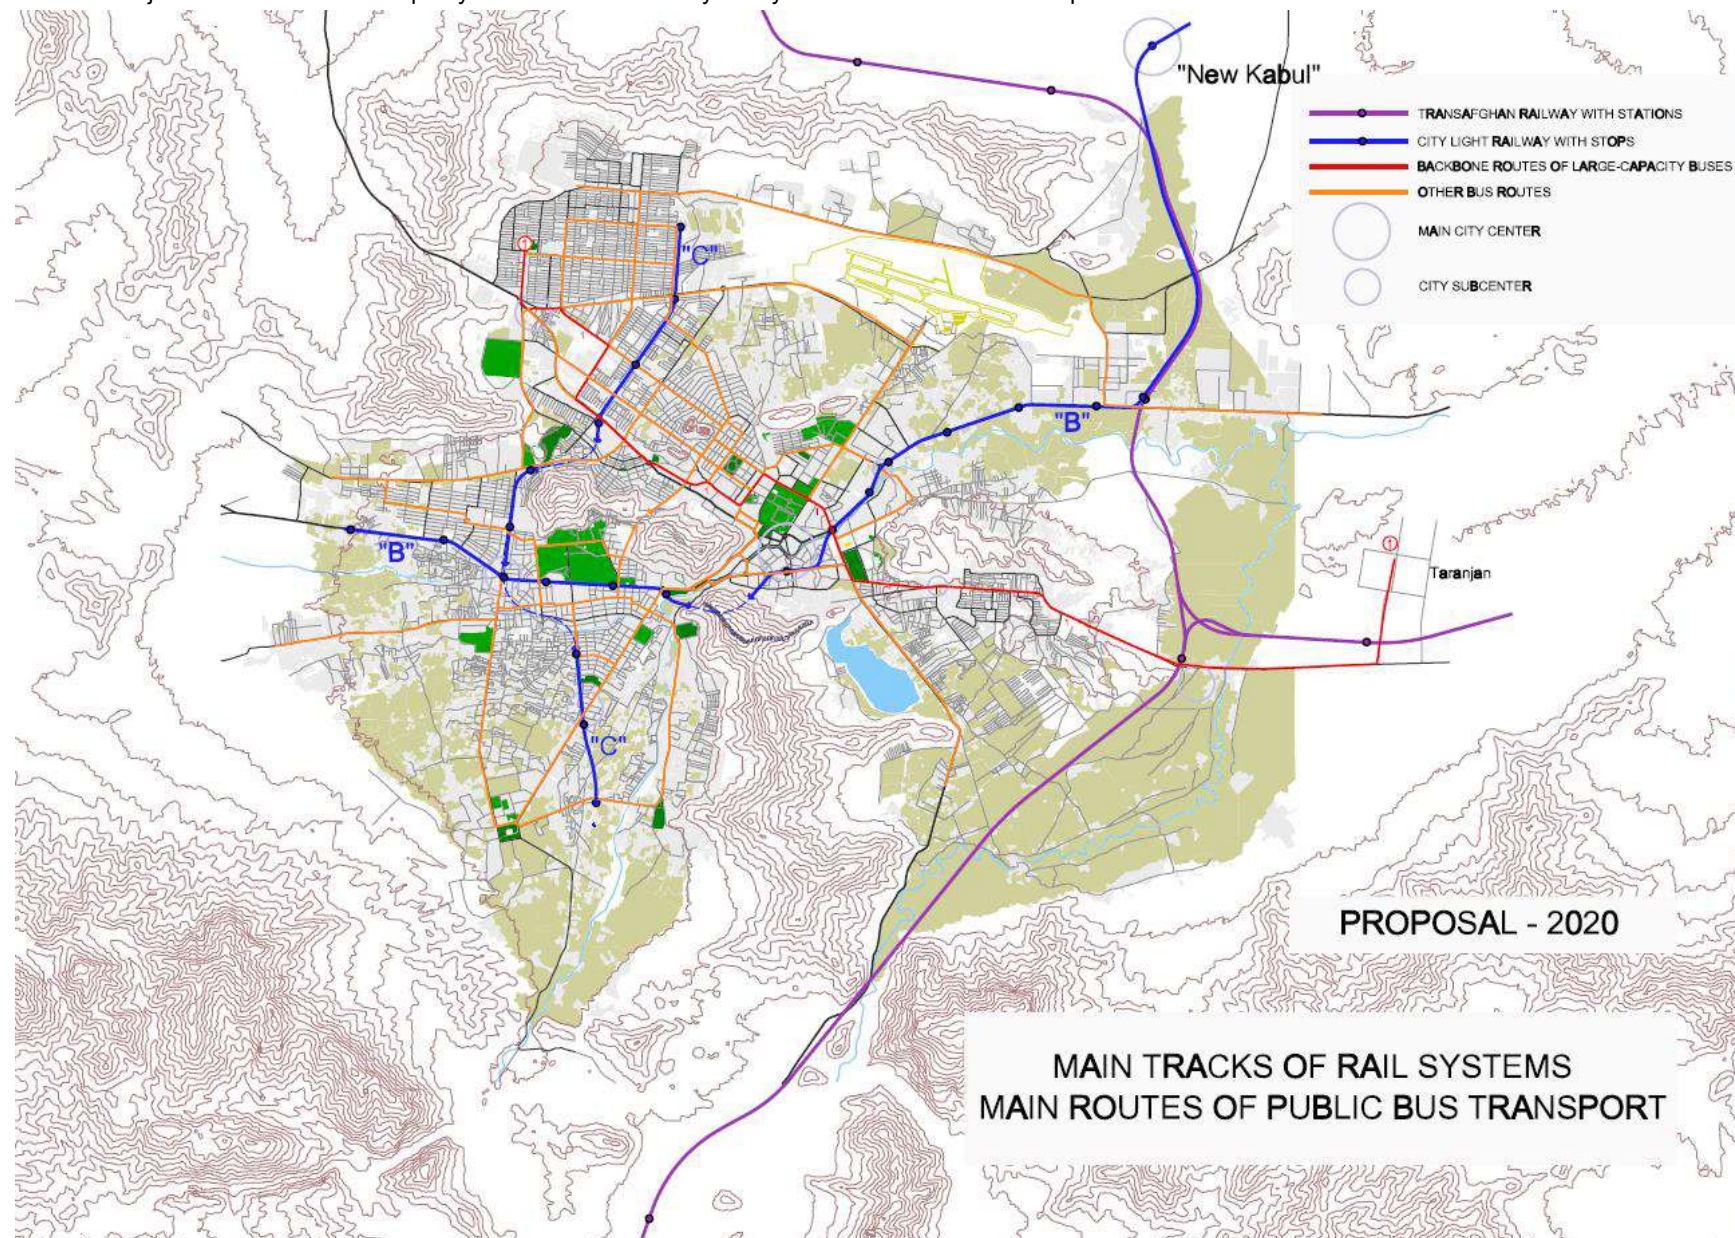 "New Kabul"
TRANSAFGHAN RAILWAY WITH STATIONS
CITY LIGHT RAILWAY WITH STOPS
BACKBONE ROUTES OF LARGE-CAPACITY BUSES
OTHER BUS ROUTES
MAIN CITY CENTER
CITY SUBCENTER
1
"C"
"B"
"B"
1
Taranjan
"C"
PROPOSAL - 2020
MAIN TRACKS OF RAIL SYSTEMS
MAIN ROUTES OF PUBLIC BUS TRANSPORT